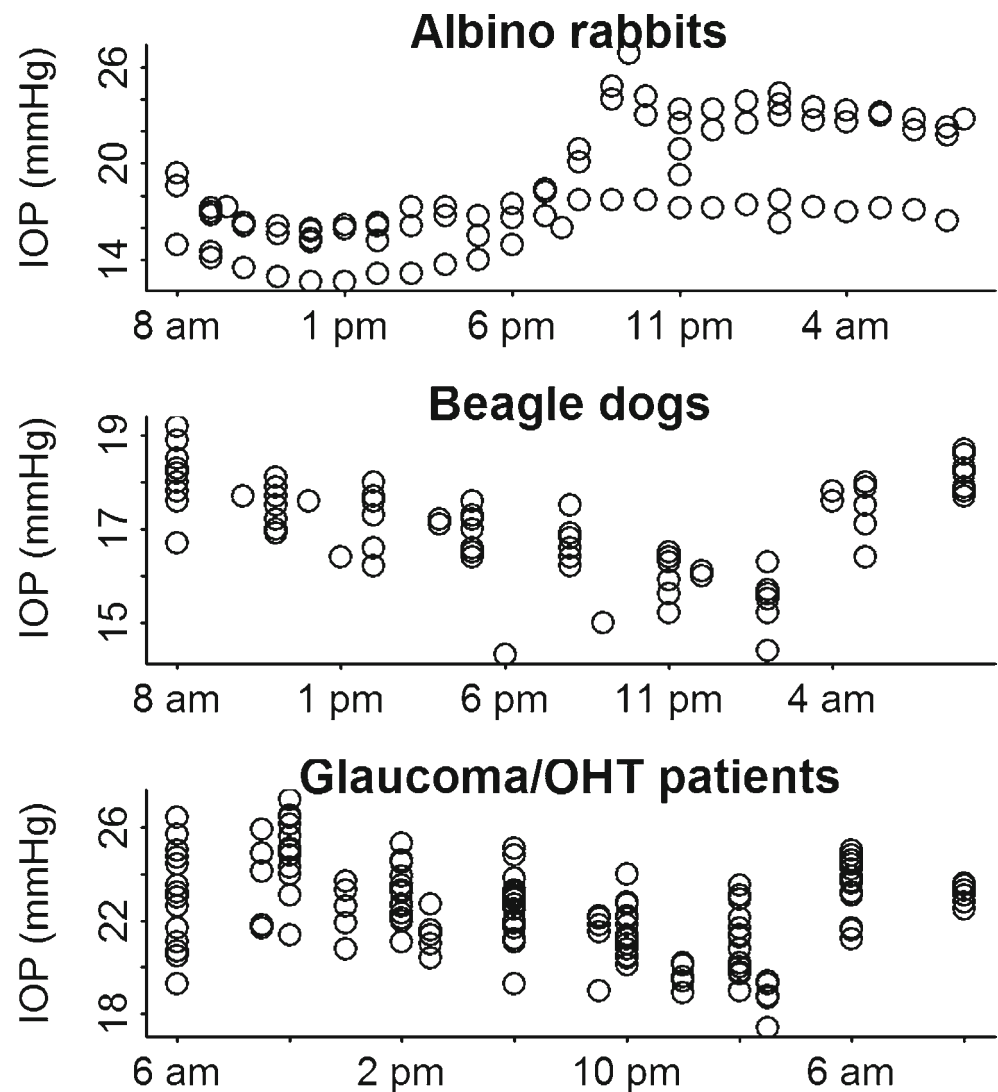 Albino rabbits
IOP (mmHg)
26
20
14
8 am 1 pm 6 pm 11 pm 4 am
Beagle dogs
IOP (mmHg)
19
17
15
8 am 1 pm 6 pm 11 pm 4 am
Glaucoma/OHT patients
IOP (mmHg)
26
22
18
6 am 2 pm 10 pm 6 am